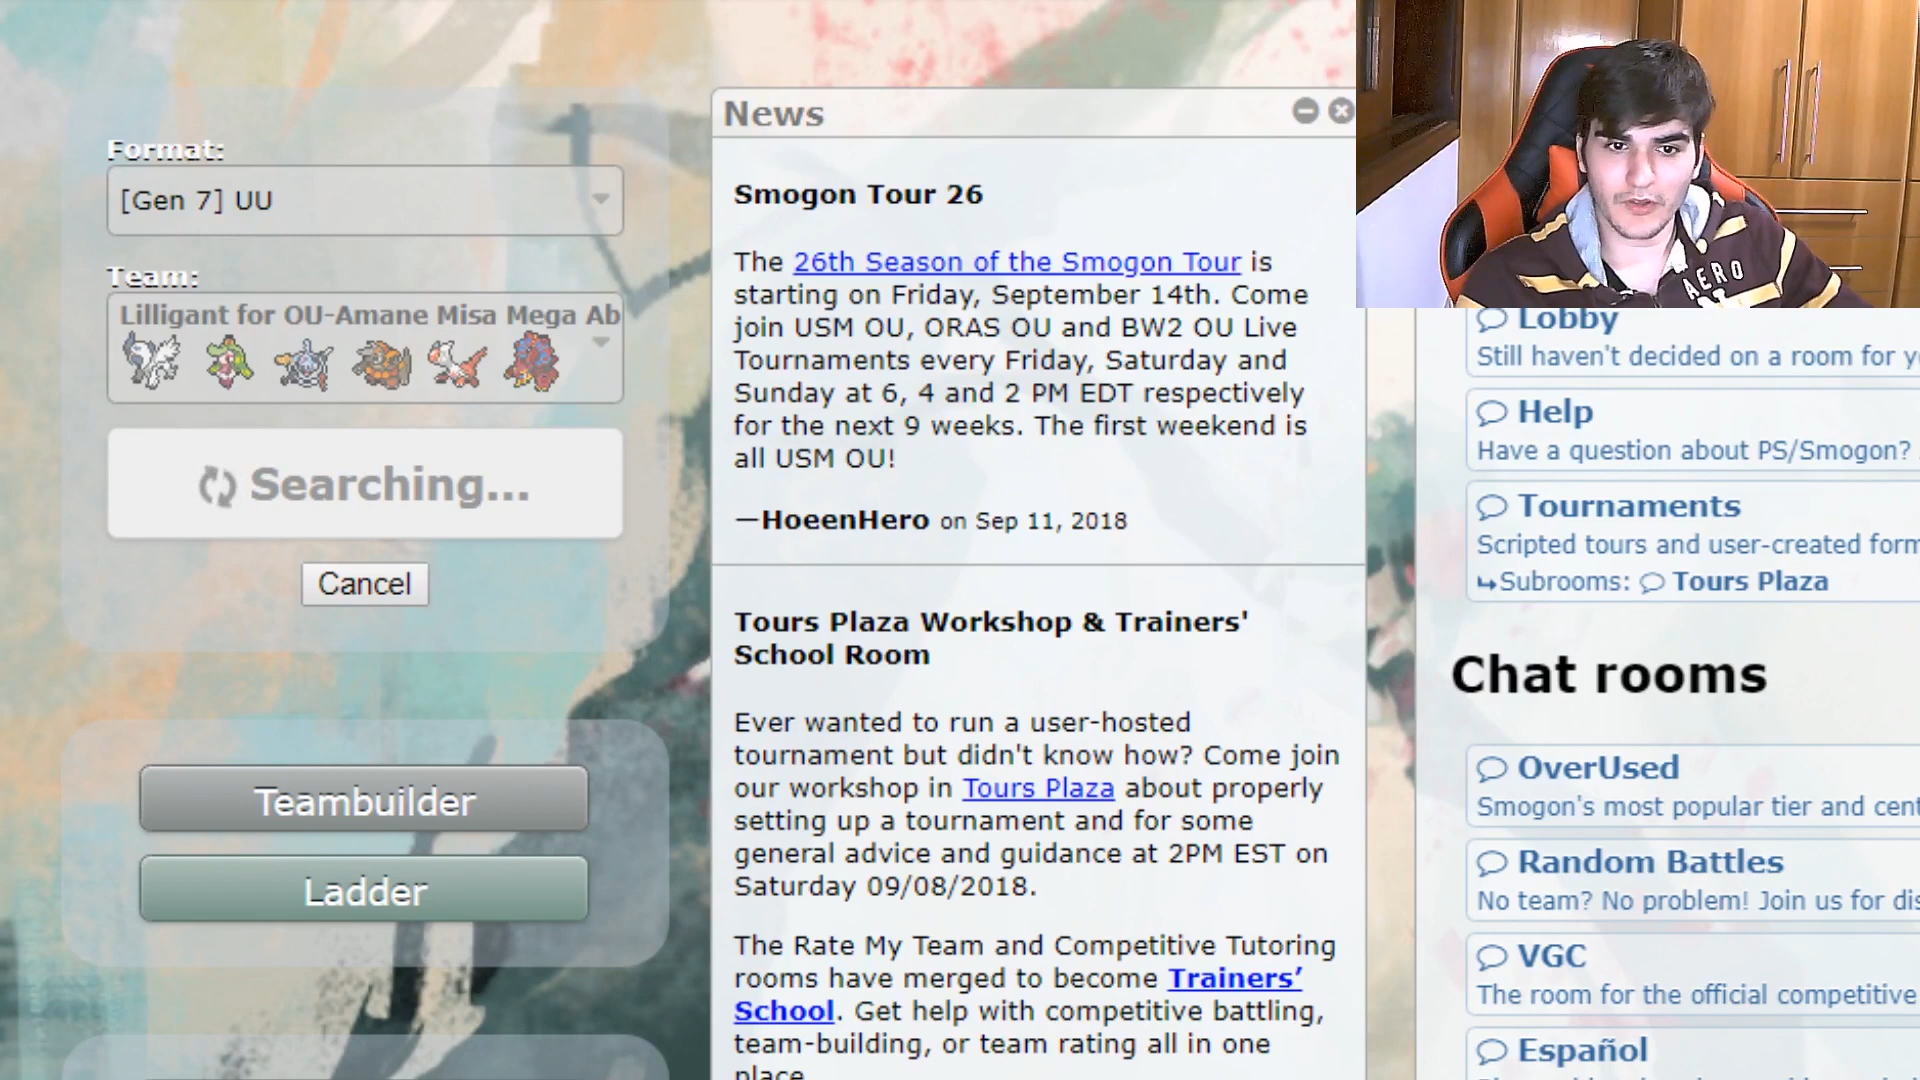 Format:
[Gen 7] UU
Team:
Lilligant for OU-Amane Misa Mega Ab
Searching...
Cancel
Teambuilder
Ladder
News
Smogon Tour 26
The 26th Season of the Smogon Tour is
starting on Friday, September 14th. Come
join USM OU, ORAS OU and BW2 OU Live
Tournaments every Friday, Saturday and
Sunday at 6, 4 and 2 PM EDT respectively
for the next 9 weeks. The first weekend is
all USM OU!
—HoeenHero on Sep 11, 2018
Tours Plaza Workshop & Trainers'
School Room
Ever wanted to run a user-hosted
tournament but didn't know how? Come join
our workshop in Tours Plaza about properly
setting up a tournament and for some
general advice and guidance at 2PM EST on
Saturday 09/08/2018.
The Rate My Team and Competitive Tutoring
rooms have merged to become Trainers’
School. Get help with competitive battling,
team-building, or team rating all in one
place.
AERO
Lobby
Still haven't decided on a room for
Help
Have a question about PS/Smogon?
Tournaments
Scripted tours and user-created form
↳Subrooms: Tours Plaza
Chat rooms
OverUsed
Smogon's most popular tier and cent
Random Battles
No team? No problem! Join us for dis
VGC
The room for the official competitive
Español